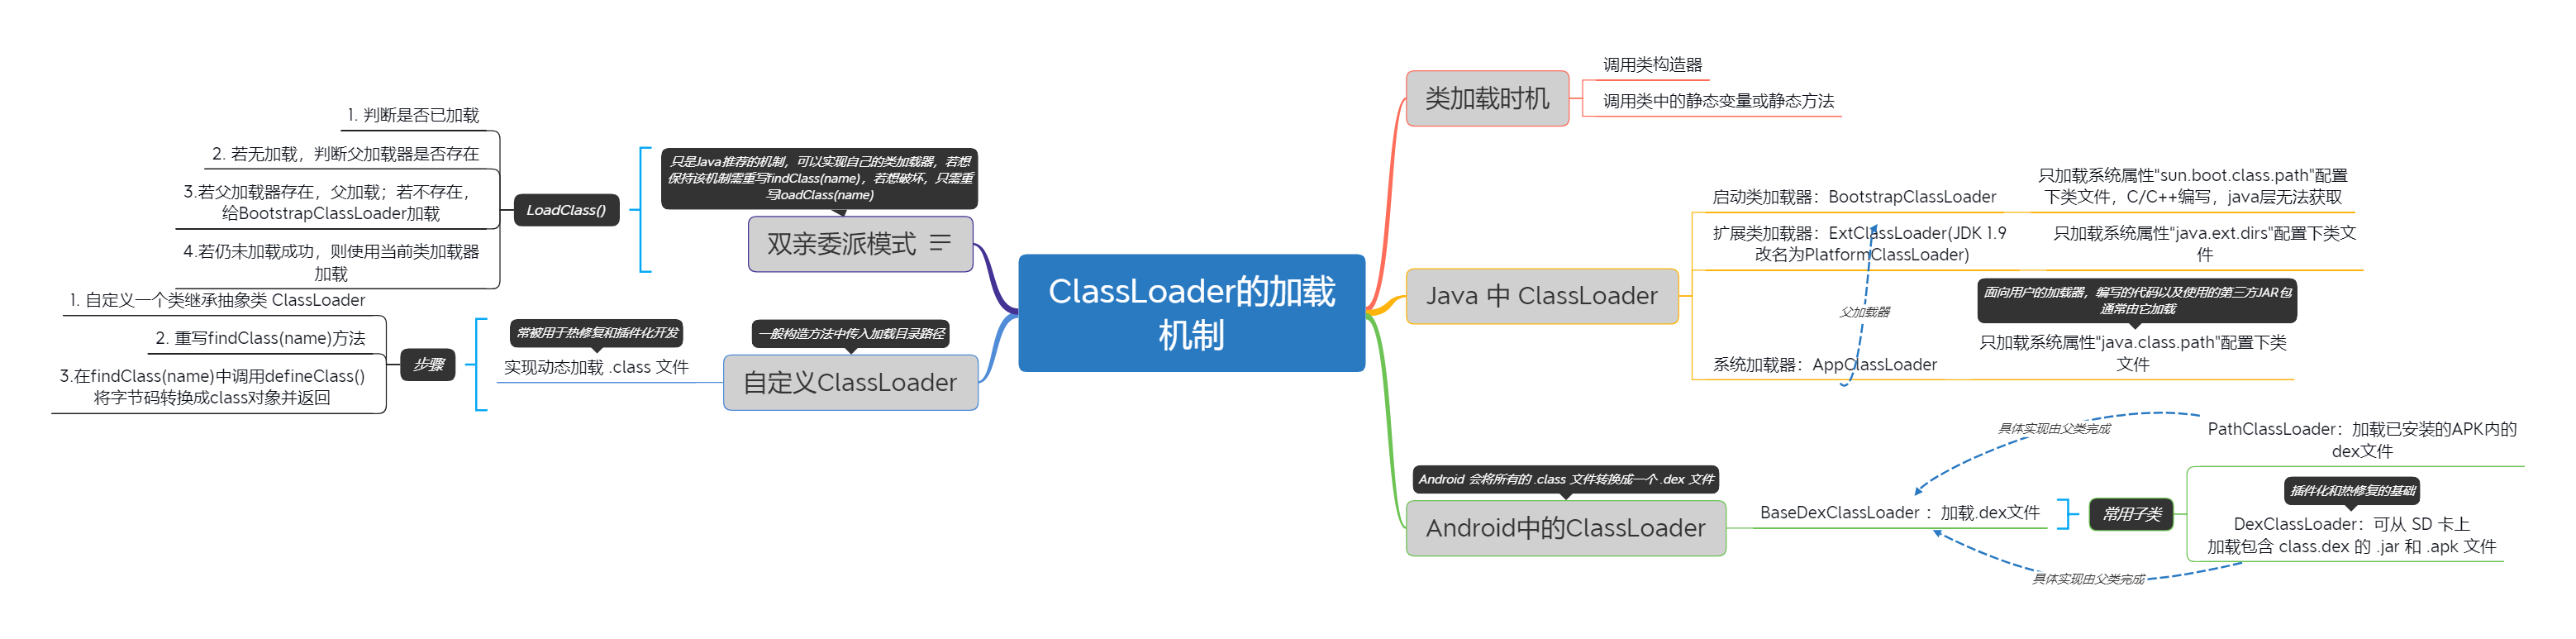 ClassLoader的加载
机制
类加载时机
调用类构造器
调用类中的静态变量或静态方法
Java 中 ClassLoader
启动类加载器：BootstrapClassLoader
只加载系统属性"sun.boot.class.path"配置
下类文件，C/C++编写，java层无法获取
扩展类加载器：ExtClassLoader(JDK 1.9
改名为PlatformClassLoader)
只加载系统属性"java.ext.dirs"配置下类文
件
父加载器
面向用户的加载器，编写的代码以及使用的第三方JAR包
通常由它加载
系统加载器：AppClassLoader
只加载系统属性"java.class.path"配置下类
文件
Android 会将所有的 .class 文件转换成一个 .dex 文件
Android中的ClassLoader
BaseDexClassLoader ：加载.dex文件
常用子类
具体实现由父类完成
PathClassLoader：加载已安装的APK内的
dex文件
插件化和热修复的基础
DexClassLoader：可从 SD 卡上
加载包含 class.dex 的 .jar 和 .apk 文件
具体实现由父类完成
只是Java推荐的机制，可以实现自己的类加载器，若想
保持该机制需重写findClass(name)，若想破坏，只需重
写loadClass(name)
双亲委派模式
LoadClass()
1. 判断是否已加载
2. 若无加载，判断父加载器是否存在
3.若父加载器存在，父加载；若不存在，
给BootstrapClassLoader加载
4.若仍未加载成功，则使用当前类加载器
加载
一般构造方法中传入加载目录路径
自定义ClassLoader
常被用于热修复和插件化开发
实现动态加载 .class 文件
步骤
1. 自定义一个类继承抽象类 ClassLoader
2. 重写findClass(name)方法
3.在findClass(name)中调用defineClass()
将字节码转换成class对象并返回